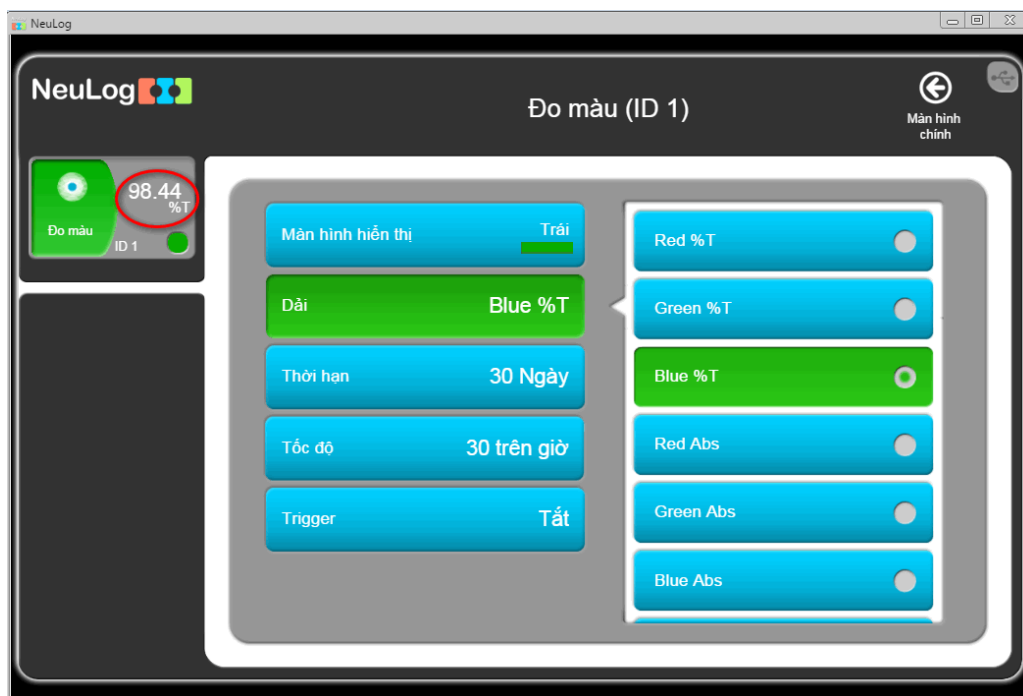 NeuLog
NeuLog
Đo màu (ID 1)
Màn hình
chính
98.44
%T
Đo màu
ID 1
Màn hình hiển thị
Trái
Dải
Blue %T
Thời hạn
30 Ngày
Tốc độ
30 trên giờ
Trigger
Tắt
Red %T
Green %T
Blue %T
Red Abs
Green Abs
Blue Abs